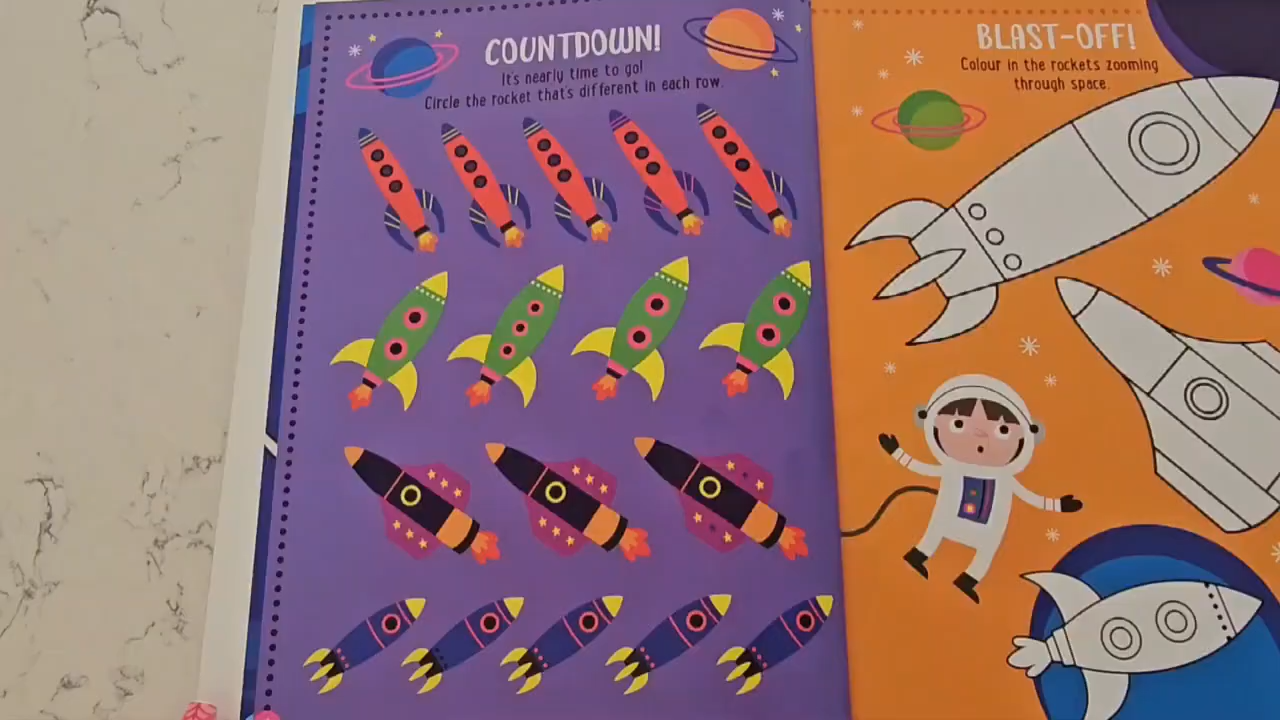 COUNTDOWN!
It's nearly time to go!
Circle the rocket that's different in each row.
BLAST-OFF!
Colour in the rockets zooming
through space.